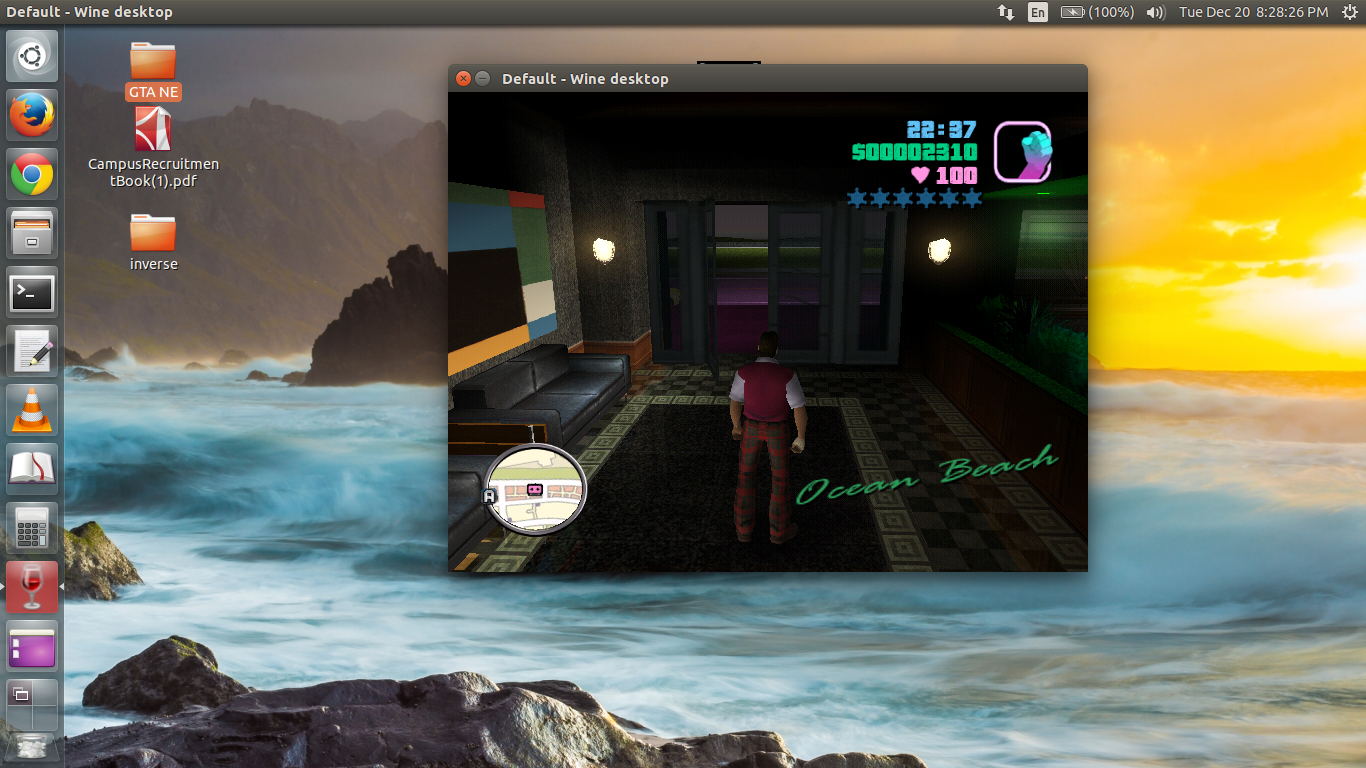 Default - Wine desktop
En
(100%)
Tue Dec 20 8:28:26 PM
GTA NE
CampusRecruitmen
tBook(1).pdf
inverse
>_
Default - Wine desktop
22:37
$00002310
100
A
Ocean Beach